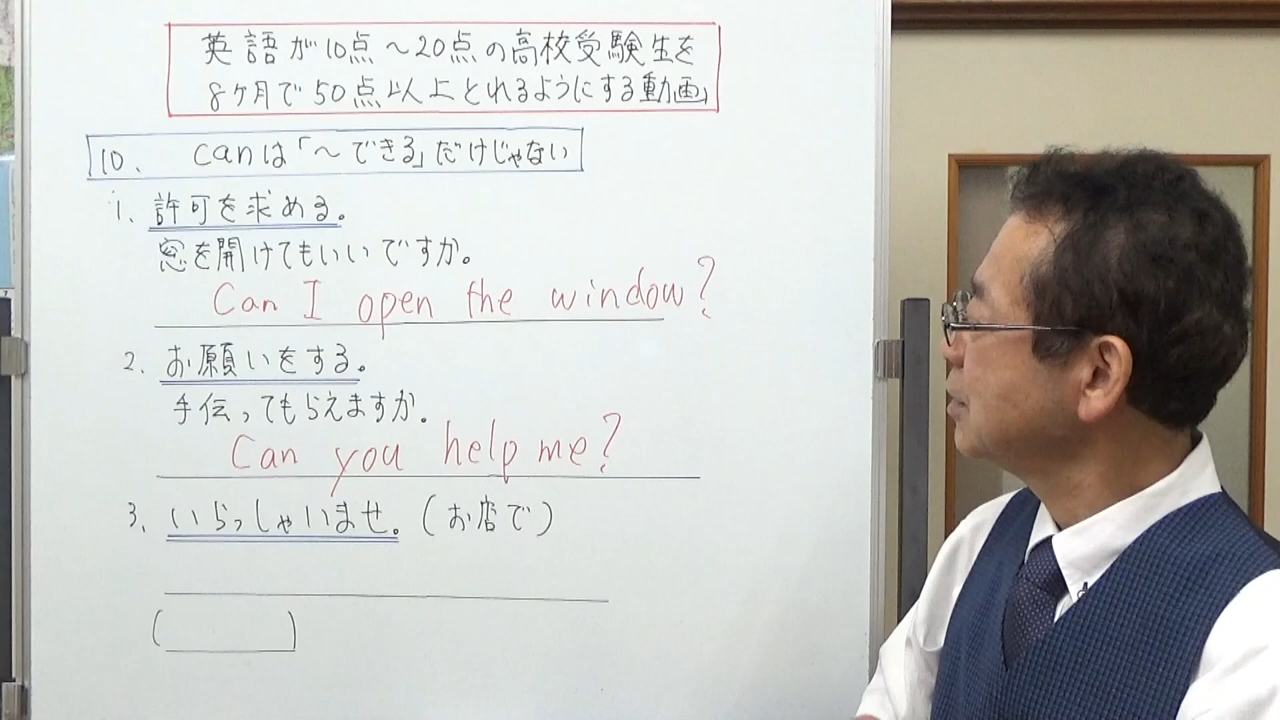 英語が10点～20点の高校受験生を
8ヶ月で50点以上とれるようにする動画」
10. canは「～できる」だけじゃない
1. 許可を求める。
窓を開けてもいいですか。
Can I open the window?
2. お願いをする。
手伝ってもらえますか。
Can you help me?
3. いらっしゃいませ。(お店で)
( )